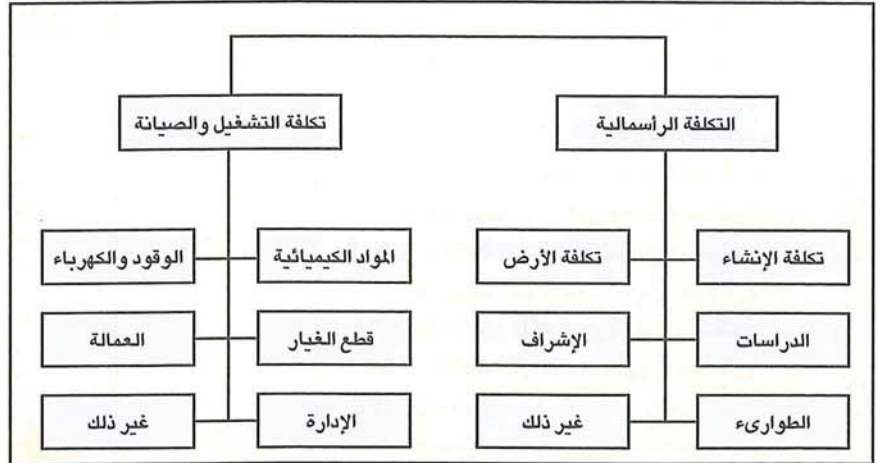 التكلفة الرأسمالية
تكلفة التشغيل والصيانة
تكلفة الإنشاء
تكلفة الأرض
المواد الكيميائية
الوقود والكهرباء
الدراسات
الإشراف
قطع الغيار
العمالة
الطوارىء
غير ذلك
الإدارة
غير ذلك